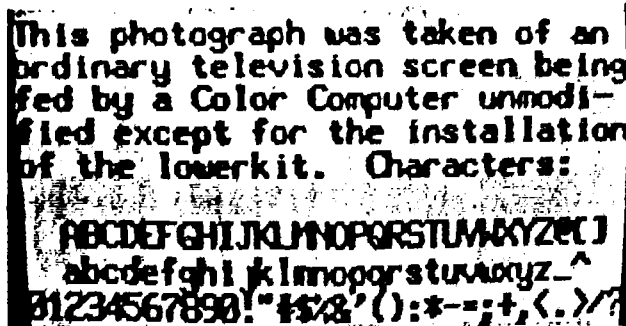 This photograph was taken of an
ordinary television screen being
fed by a Color Computer unmodi-
fied except for the installation
of the lowerkit. Characters:
ABCDEFGHIJKLMNOPQRSTUVWXYZ@[]
abcdefghijklmnopqrstuvwxyz_^
01234567890!"#$%&'():*-=;+,<.>/?